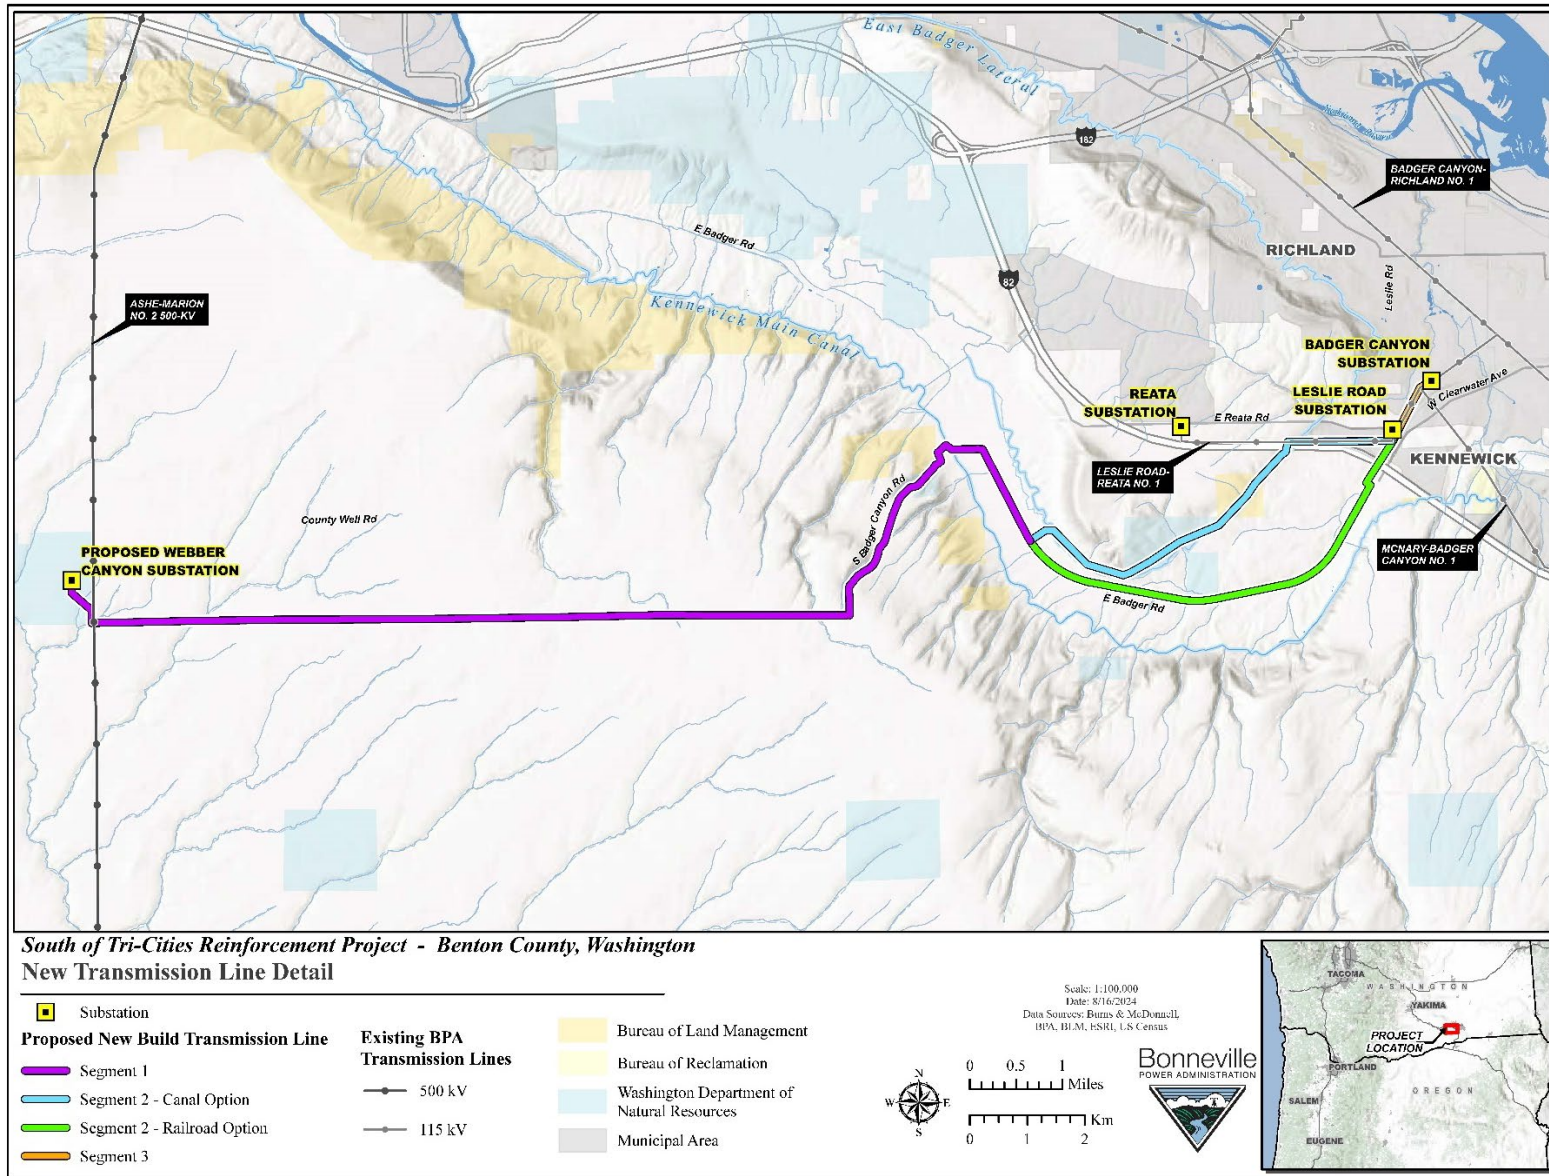 East Badger Lateral
182
BADGER CANYON-
RICHLAND NO. 1
E Badger Rd
RICHLAND
82
Leslie Rd
ASHE-MARION
NO. 2 500-KV
Kennewick Main Canal
BADGER CANYON
SUBSTATION
W Clearwater Ave
REATA
SUBSTATION
LESLIE ROAD
SUBSTATION
E Reata Rd
KENNEWICK
LESLIE ROAD-
REATA NO. 1
S Badger Canyon Rd
County Well Rd
PROPOSED WEBBER
CANYON SUBSTATION
MCNARY-BADGER
CANYON NO. 1
E Badger Rd
South of Tri-Cities Reinforcement Project - Benton County, Washington
New Transmission Line Detail
Substation
Proposed New Build Transmission Line
Segment 1
Segment 2 - Canal Option
Segment 2 - Railroad Option
Segment 3
Existing BPA
Transmission Lines
500 kV
115 kV
Bureau of Land Management
Bureau of Reclamation
Washington Department of
Natural Resources
Municipal Area
Scale: 1:100,000
Date: 8/16/2024
Data Sources: Burns & McDonnell,
BPA, BLM, ESRI, US Census
N
W E
S
0 0.5 1
Miles
Km
0 1 2
Bonneville
POWER ADMINISTRATION
TACOMA
WASHINGTON
YAKIMA
PROJECT
LOCATION
PORTLAND
SALEM
OREGON
EUGENE